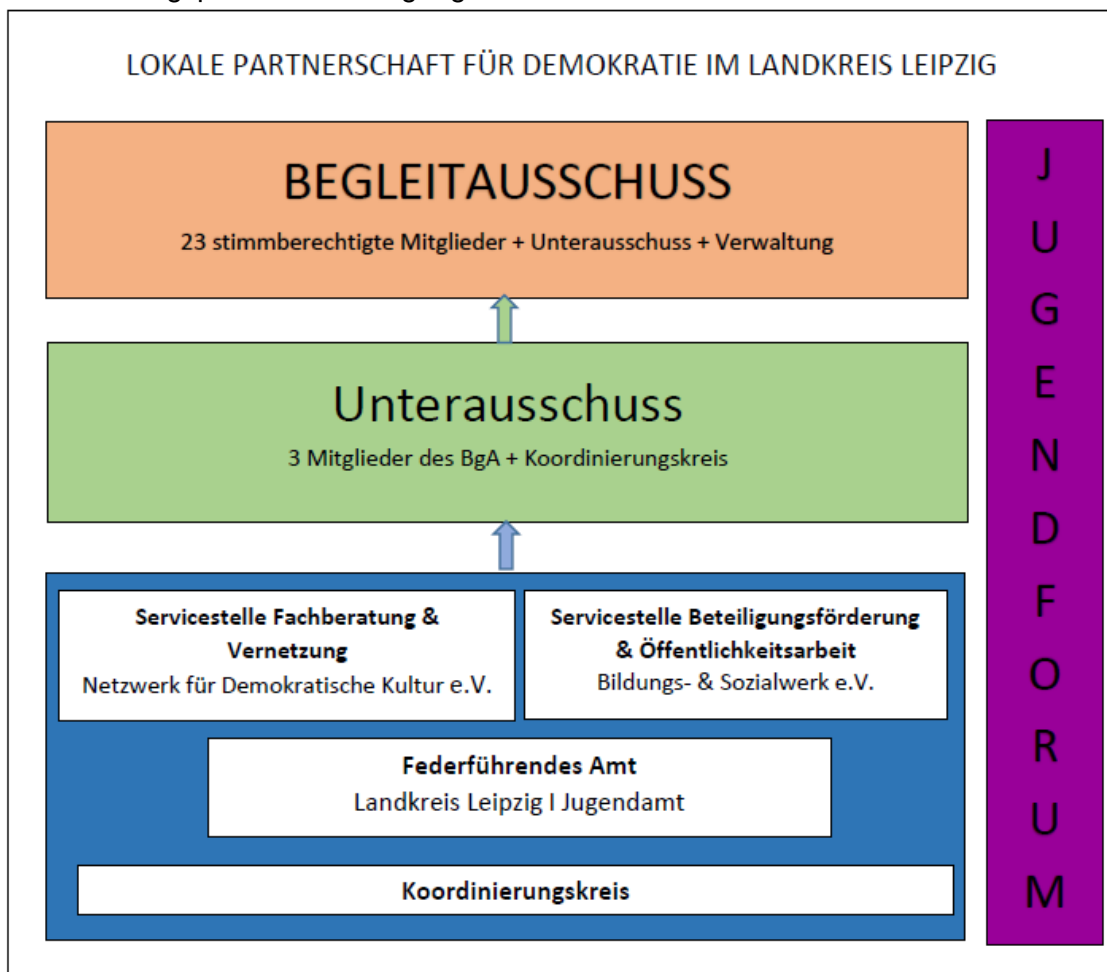 LOKALE PARTNERSCHAFT FÜR DEMOKRATIE IM LANDKREIS LEIPZIG
BEGLEITAUSSCHUSS
23 stimmberechtigte Mitglieder + Unterausschuss + Verwaltung
Unterausschuss
3 Mitglieder des BgA + Koordinierungskreis
Servicestelle Fachberatung &
Vernetzung
Netzwerk für Demokratische Kultur e.V.
Servicestelle Beteiligungsförderung
& Öffentlichkeitsarbeit
Bildungs- & Sozialwerk e.V.
Federführendes Amt
Landkreis Leipzig I Jugendamt
Koordinierungskreis
J
U
G
E
N
D
F
O
R
U
M